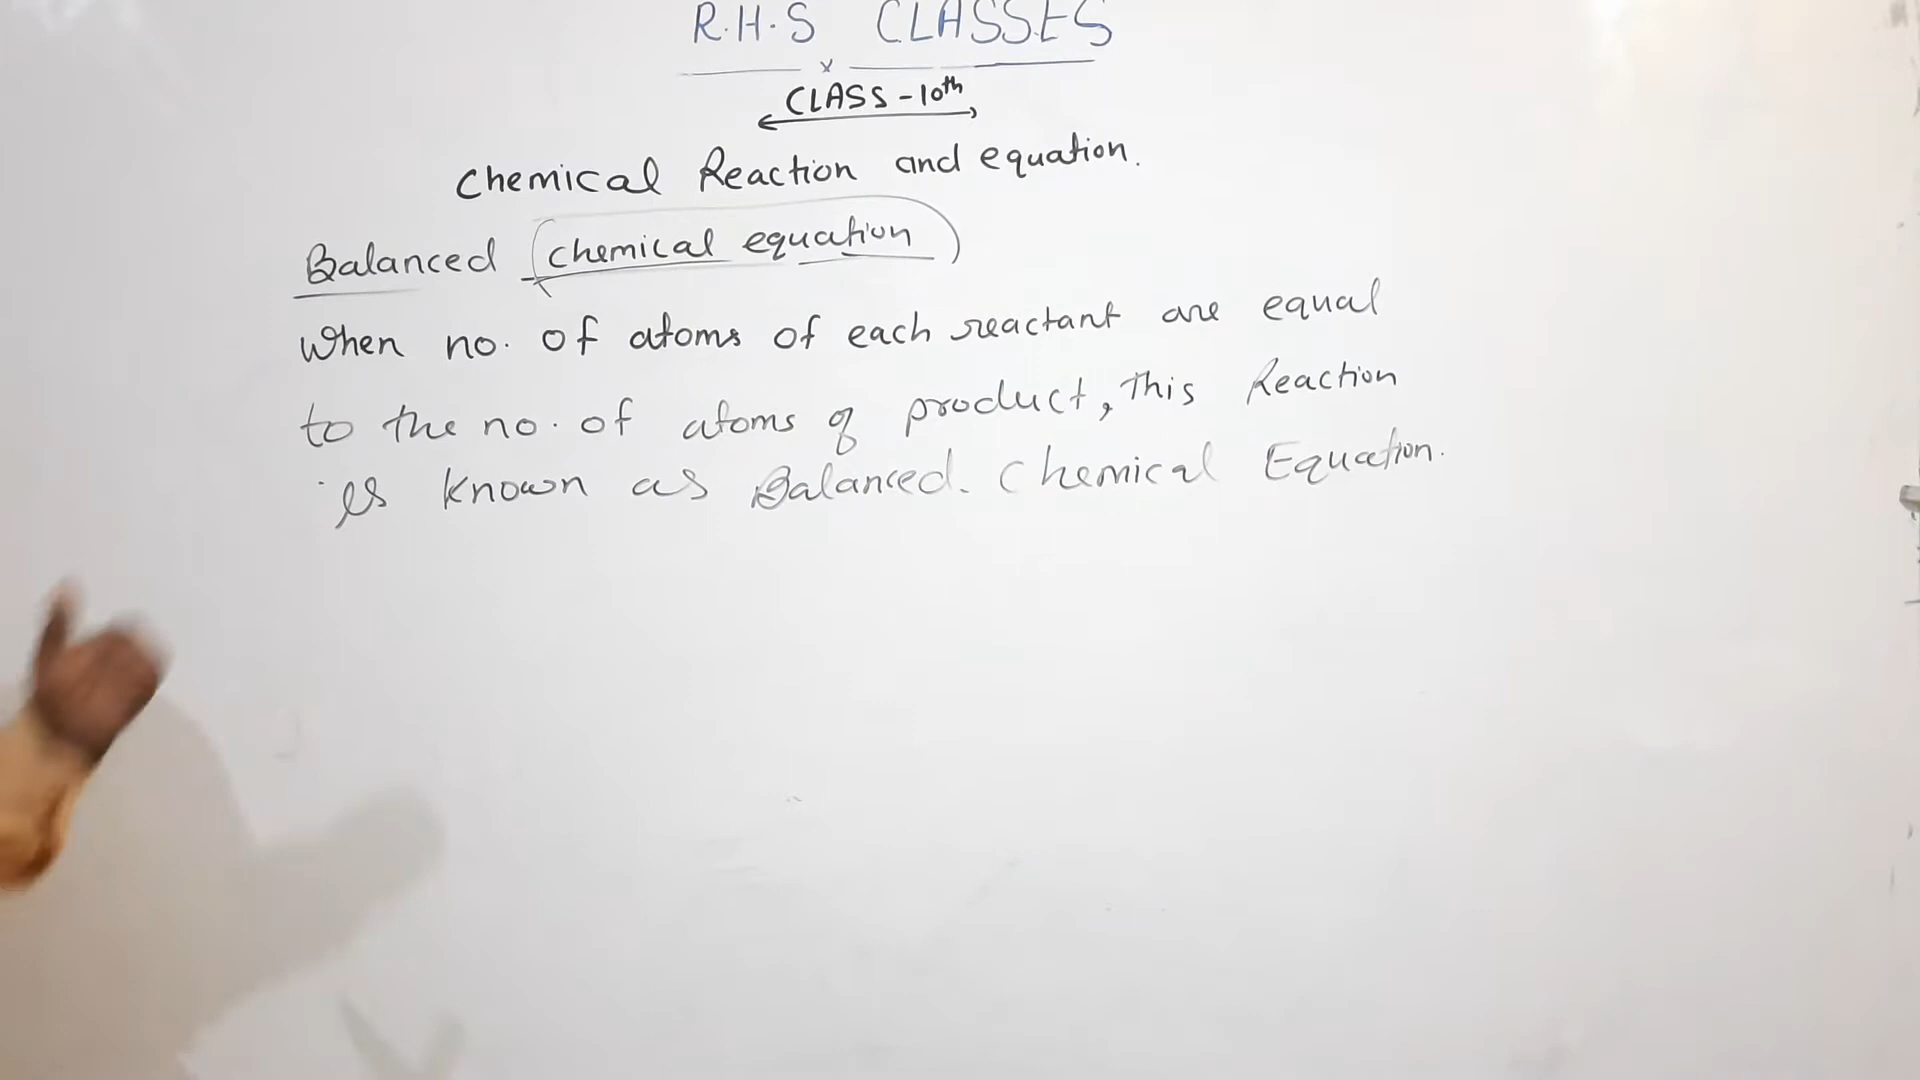 R.H.S CLASSES
x
CLASS-10th
Chemical Reaction and equation.
Balanced chemical equation
When no. of atoms of each reactant are equal
to the no. of atoms of product, This Reaction
is known as Balanced. Chemical Equation.